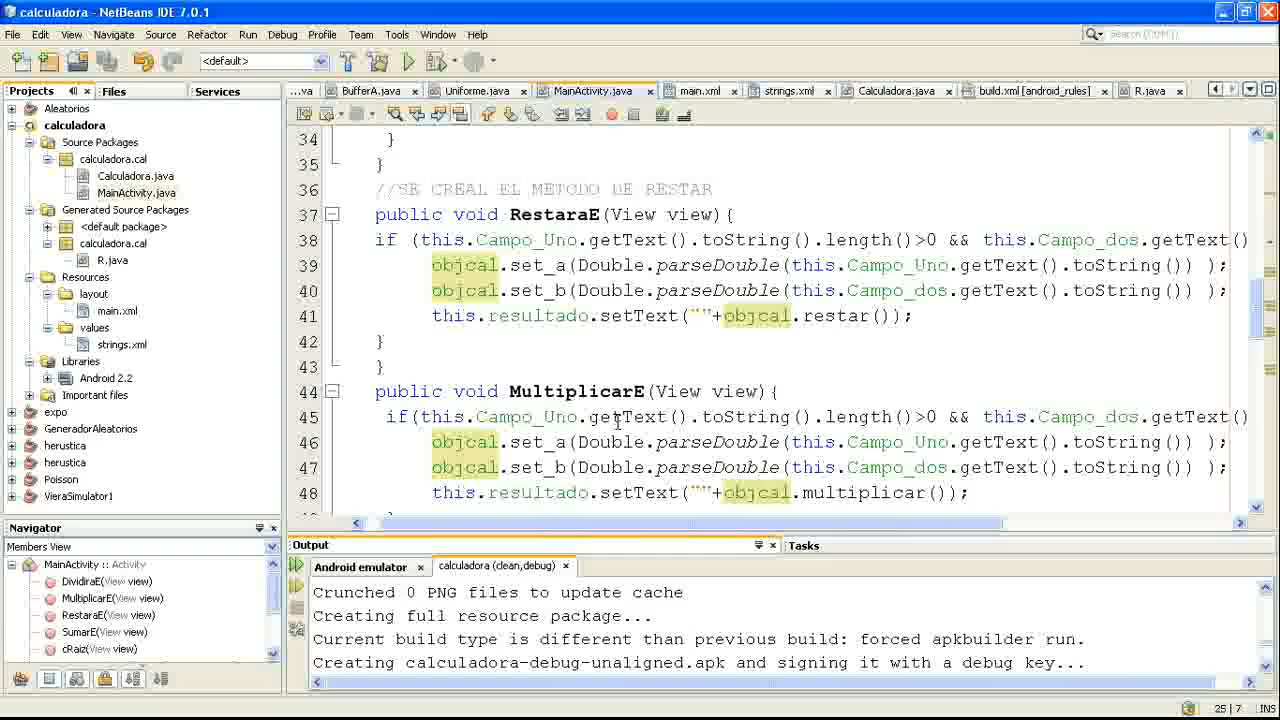 calculadora - NetBeans IDE 7.0.1
File Edit View Navigate Source Refactor Run Debug Profile Team Tools Window Help
Search (Ctrl+I)
<default>
Projects Files Services
...va BufferA.java Uniforme.java MainActivity.java main.xml strings.xml Calculadora.java build.xml [android_rules] R.java
Aleatorios
calculadora
Source Packages
calculadora.cal
Calculadora.java
MainActivity.java
Generated Source Packages
<default package>
calculadora.cal
R.java
Resources
layout
main.xml
values
strings.xml
Libraries
Android 2.2
Important files
expo
GeneradorAleatorios
herustica
herustica
Poisson
VieraSimulator1
34 }
35 }
36 //SE CREAL EL METODO DE RESTAR
37 public void RestaraE(View view){
38 if (this.Campo_Uno.getText().toString().length()>0 && this.Campo_dos.getText()
39 objcal.set_a(Double.parseDouble(this.Campo_Uno.getText().toString()) );
40 objcal.set_b(Double.parseDouble(this.Campo_dos.getText().toString()) );
41 this.resultado.setText(""+objcal.restar());
42 }
43 }
44 public void MultiplicarE(View view){
45 if(this.Campo_Uno.getText().toString().length()>0 && this.Campo_dos.getText()
46 objcal.set_a(Double.parseDouble(this.Campo_Uno.getText().toString()) );
47 objcal.set_b(Double.parseDouble(this.Campo_dos.getText().toString()) );
48 this.resultado.setText(""+objcal.multiplicar());
Navigator
Members View
MainActivity :: Activity
DividiraE(View view)
MultiplicarE(View view)
RestaraE(View view)
SumarE(View view)
cRaiz(View view)
Output Tasks
Android emulator calculadora (clean,debug)
Crunched 0 PNG files to update cache
Creating full resource package...
Current build type is different than previous build: forced apkbuilder run.
Creating calculadora-debug-unaligned.apk and signing it with a debug key...
25 | 7 INS